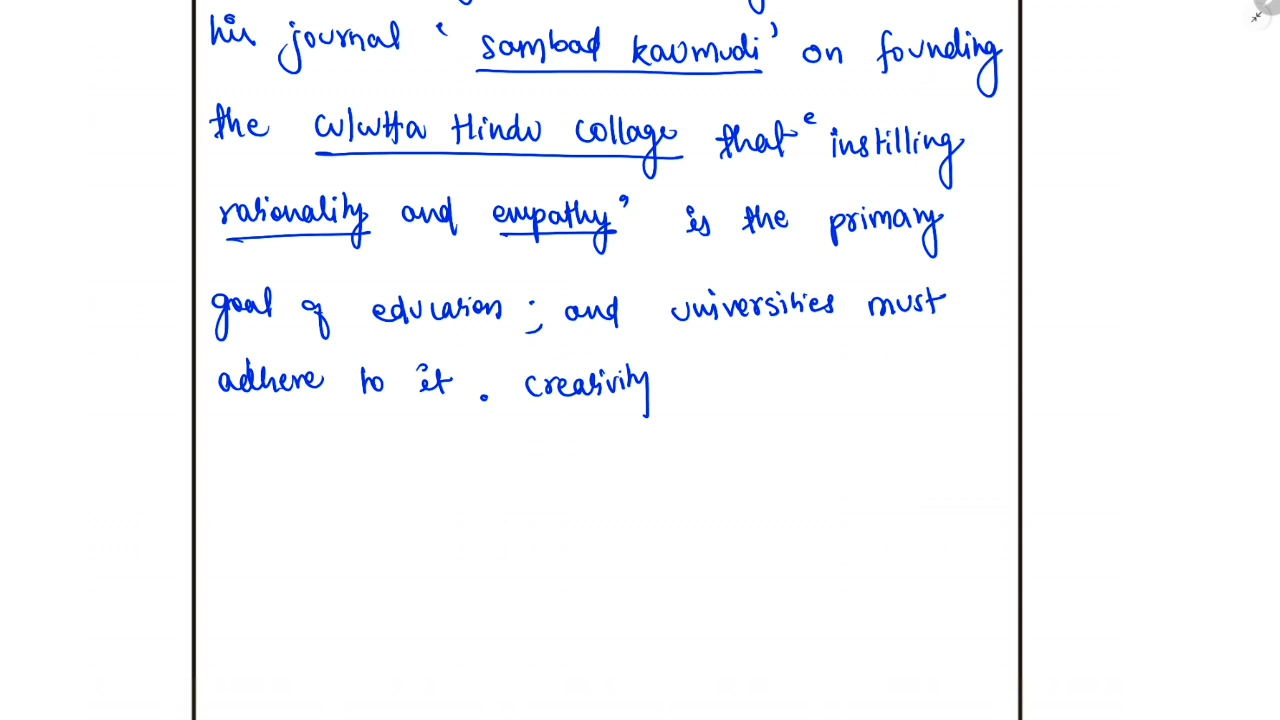 his journal ' sambad kaumudi' on founding
the calcutta Hindu collage that 'instilling
rationality and empathy' is the primary
goal of education ; and universities must
adhere to it . creativity